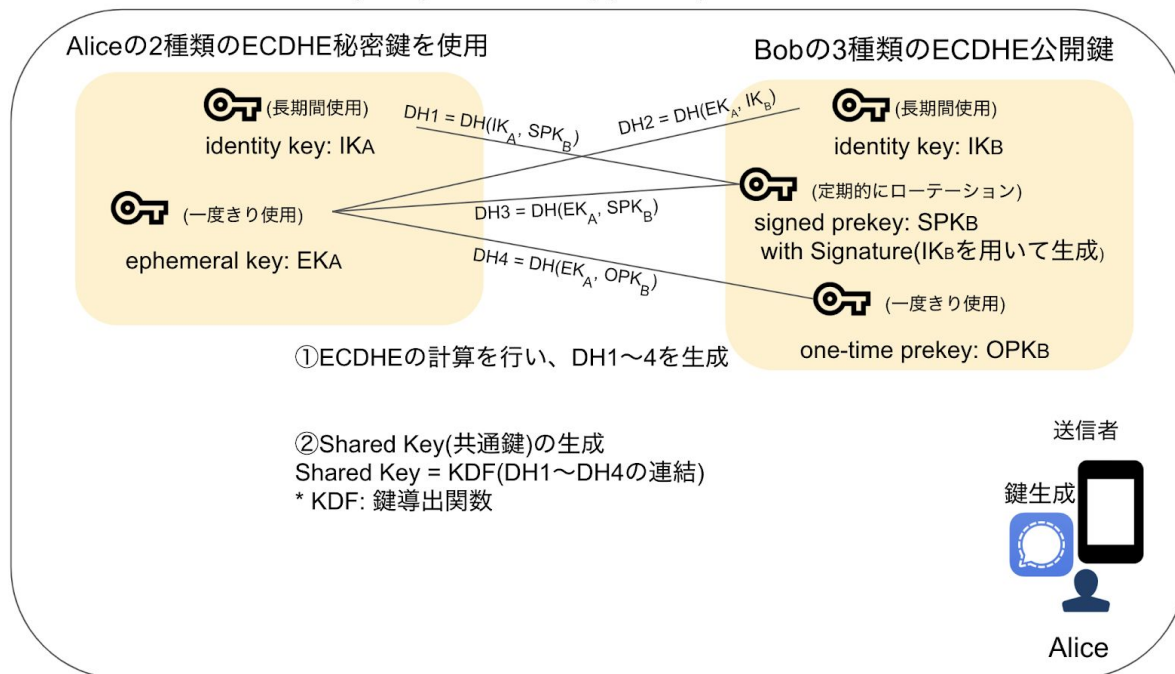 Aliceの2種類のECDHE秘密鍵を使用
Bobの3種類のECDHE公開鍵
(長期間使用)
identity key: IKA
(一度きり使用)
ephemeral key: EKA
DH1 = DH(IKA, SPKB)
DH2 = DH(EKA, IKB)
DH3 = DH(EKA, SPKB)
DH4 = DH(EKA, OPKB)
(長期間使用)
identity key: IKB
(定期的にローテーション)
signed prekey: SPKB
with Signature(IKBを用いて生成)
(一度きり使用)
one-time prekey: OPKB
①ECDHEの計算を行い、DH1〜4を生成
②Shared Key(共通鍵)の生成
Shared Key = KDF(DH1〜DH4の連結)
* KDF: 鍵導出関数
送信者
鍵生成
Alice